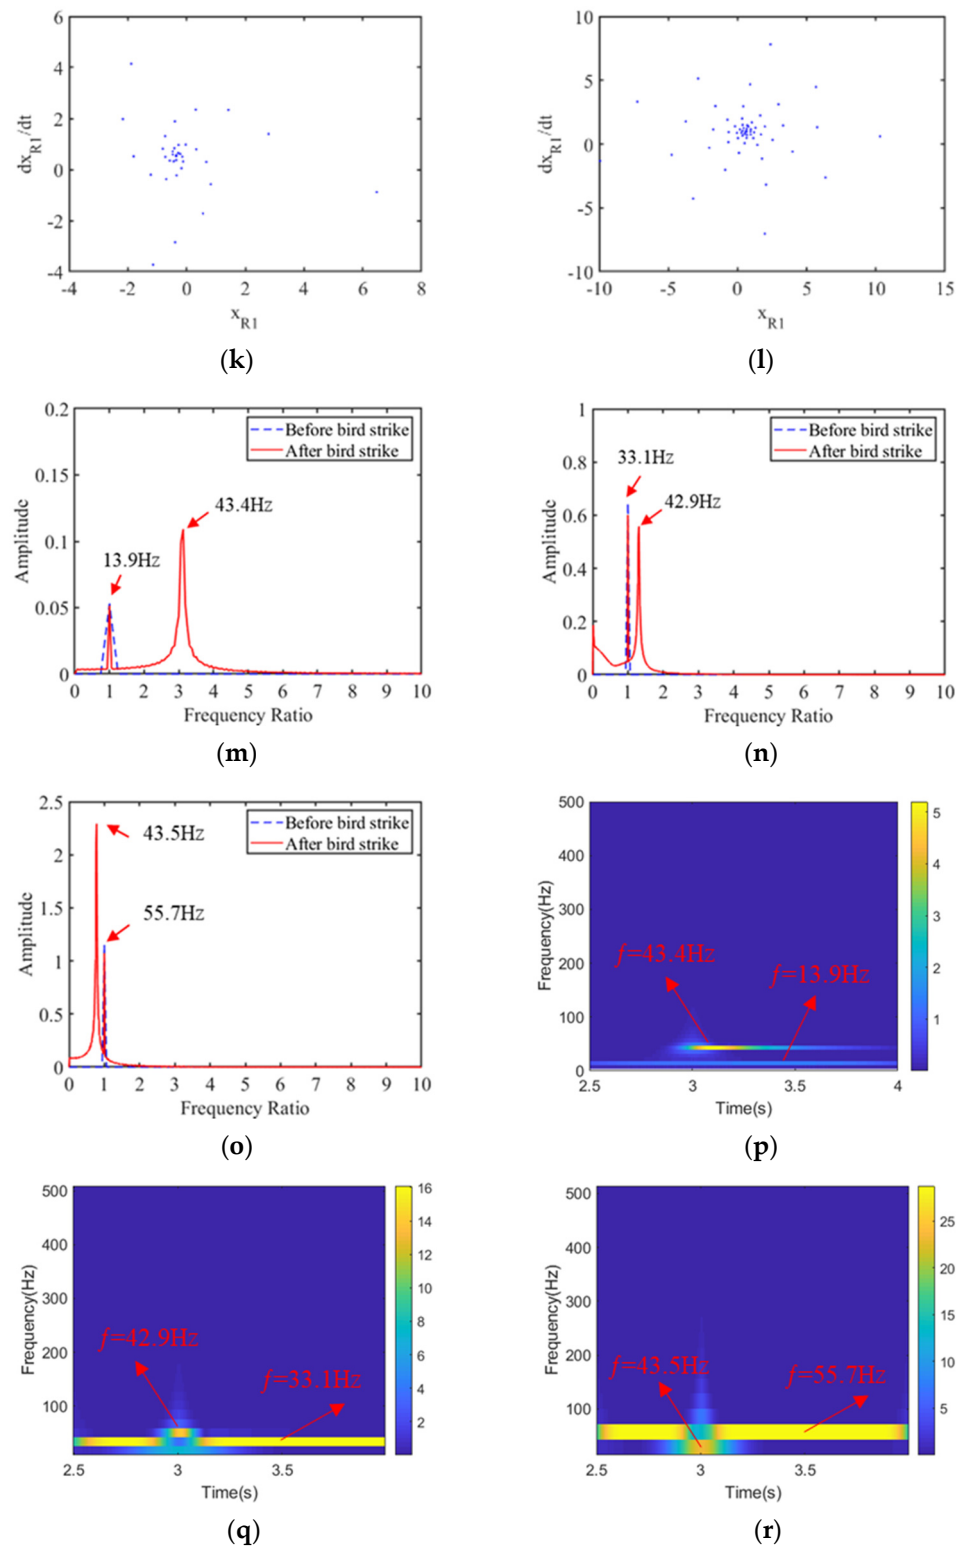 6
4
2
0
-2
-4
-4 -2 0 2 4 6 8
dx_R1/dt
x_R1
(k)
10
5
0
-5
-10
-10 -5 0 5 10 15
dx_R1/dt
x_R1
(l)
0.2
0.15
0.1
0.05
0
0 1 2 3 4 5 6 7 8 9 10
Amplitude
Frequency Ratio
Before bird strike
After bird strike
43.4Hz
13.9Hz
(m)
1
0.8
0.6
0.4
0.2
0
0 1 2 3 4 5 6 7 8 9 10
Amplitude
Frequency Ratio
Before bird strike
After bird strike
33.1Hz
42.9Hz
(n)
2.5
2
1.5
1
0.5
0
0 1 2 3 4 5 6 7 8 9 10
Amplitude
Frequency Ratio
Before bird strike
After bird strike
43.5Hz
55.7Hz
(o)
500
400
300
200
100
0
2.5 3 3.5 4
Frequency(Hz)
Time(s)
f=43.4Hz
f=13.9Hz
5
4
3
2
1
(p)
500
400
300
200
100
2.5 3 3.5
Frequency(Hz)
Time(s)
f=42.9Hz
f=33.1Hz
16
14
12
10
8
6
4
2
(q)
500
400
300
200
100
2.5 3 3.5
Frequency(Hz)
Time(s)
f=43.5Hz
f=55.7Hz
25
20
15
10
5
(r)